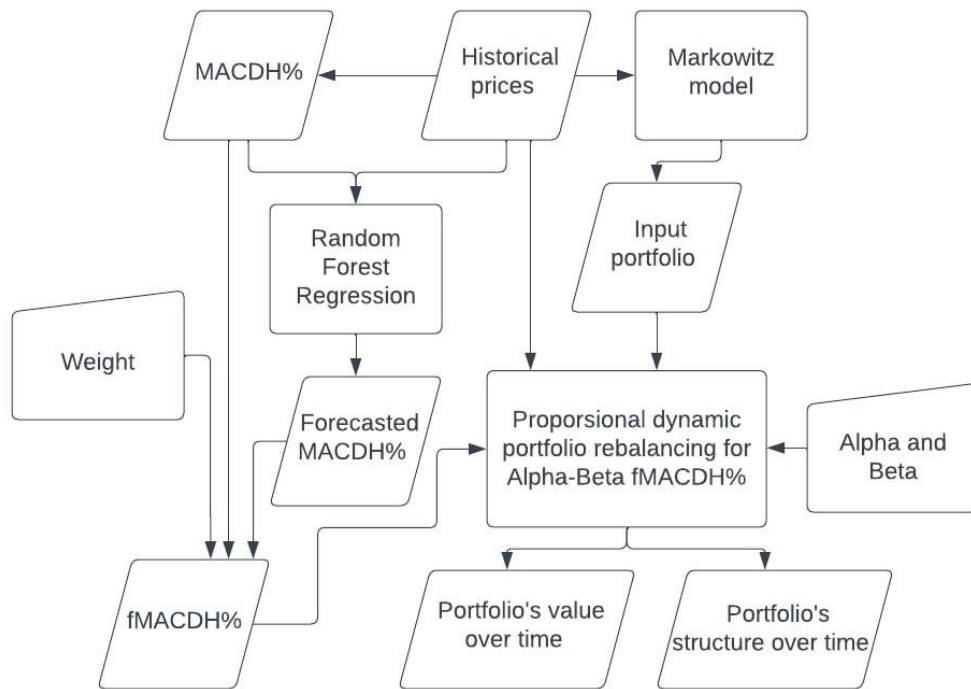 MACDH%
Historical
prices
Markowitz
model
Random
Forest
Regression
Input
portfolio
Weight
Forecasted
MACDH%
Proporsional dynamic
portfolio rebalancing for
Alpha-Beta fMACDH%
Alpha and
Beta
fMACDH%
Portfolio's value
over time
Portfolio's
structure over time